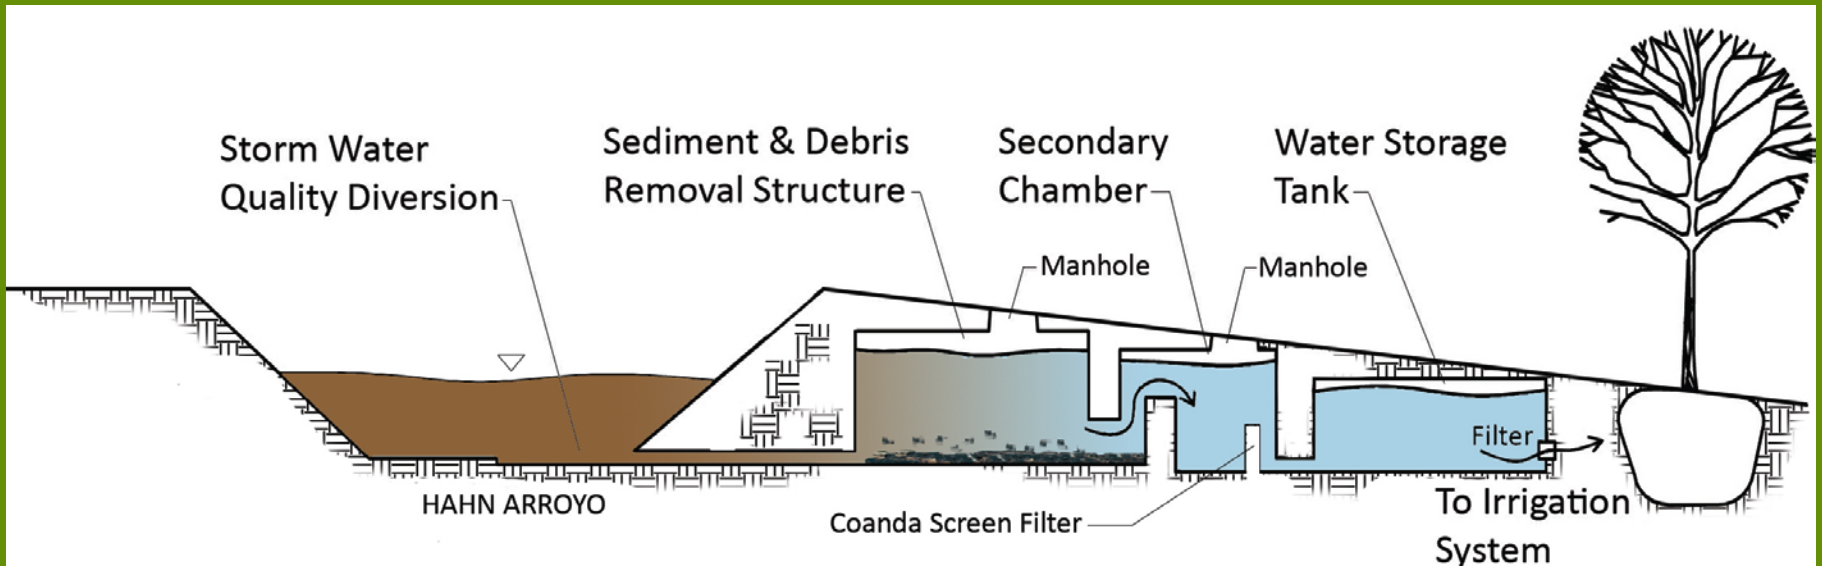 Storm Water
Quality Diversion
Sediment & Debris
Removal Structure
Secondary
Chamber
Water Storage
Tank
Manhole
Manhole
Filter
HAHN ARROYO
Coanda Screen Filter
To Irrigation
System